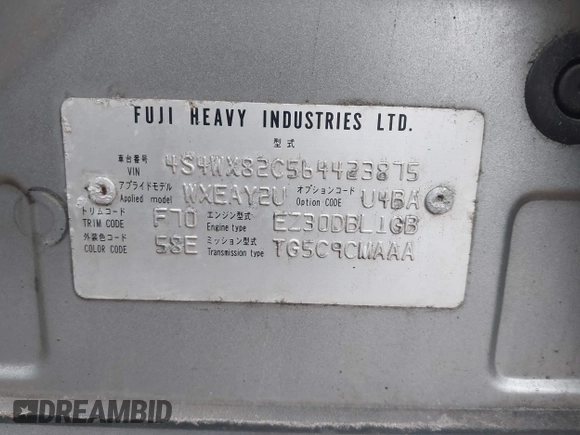 FUJI HEAVY INDUSTRIES LTD.
型式
車台番号 VIN 4S4WX82C564423875
アプライドモデル Applied model WXEAY2U オプションコード Option CODE U4BA
トリムコード TRIM CODE F70 エンジン型式 Engine type EZ30DBL1GB
外装色コード COLOR CODE 58E ミッション型式 Transmission type TG5C9CMAAA
DREAMBID